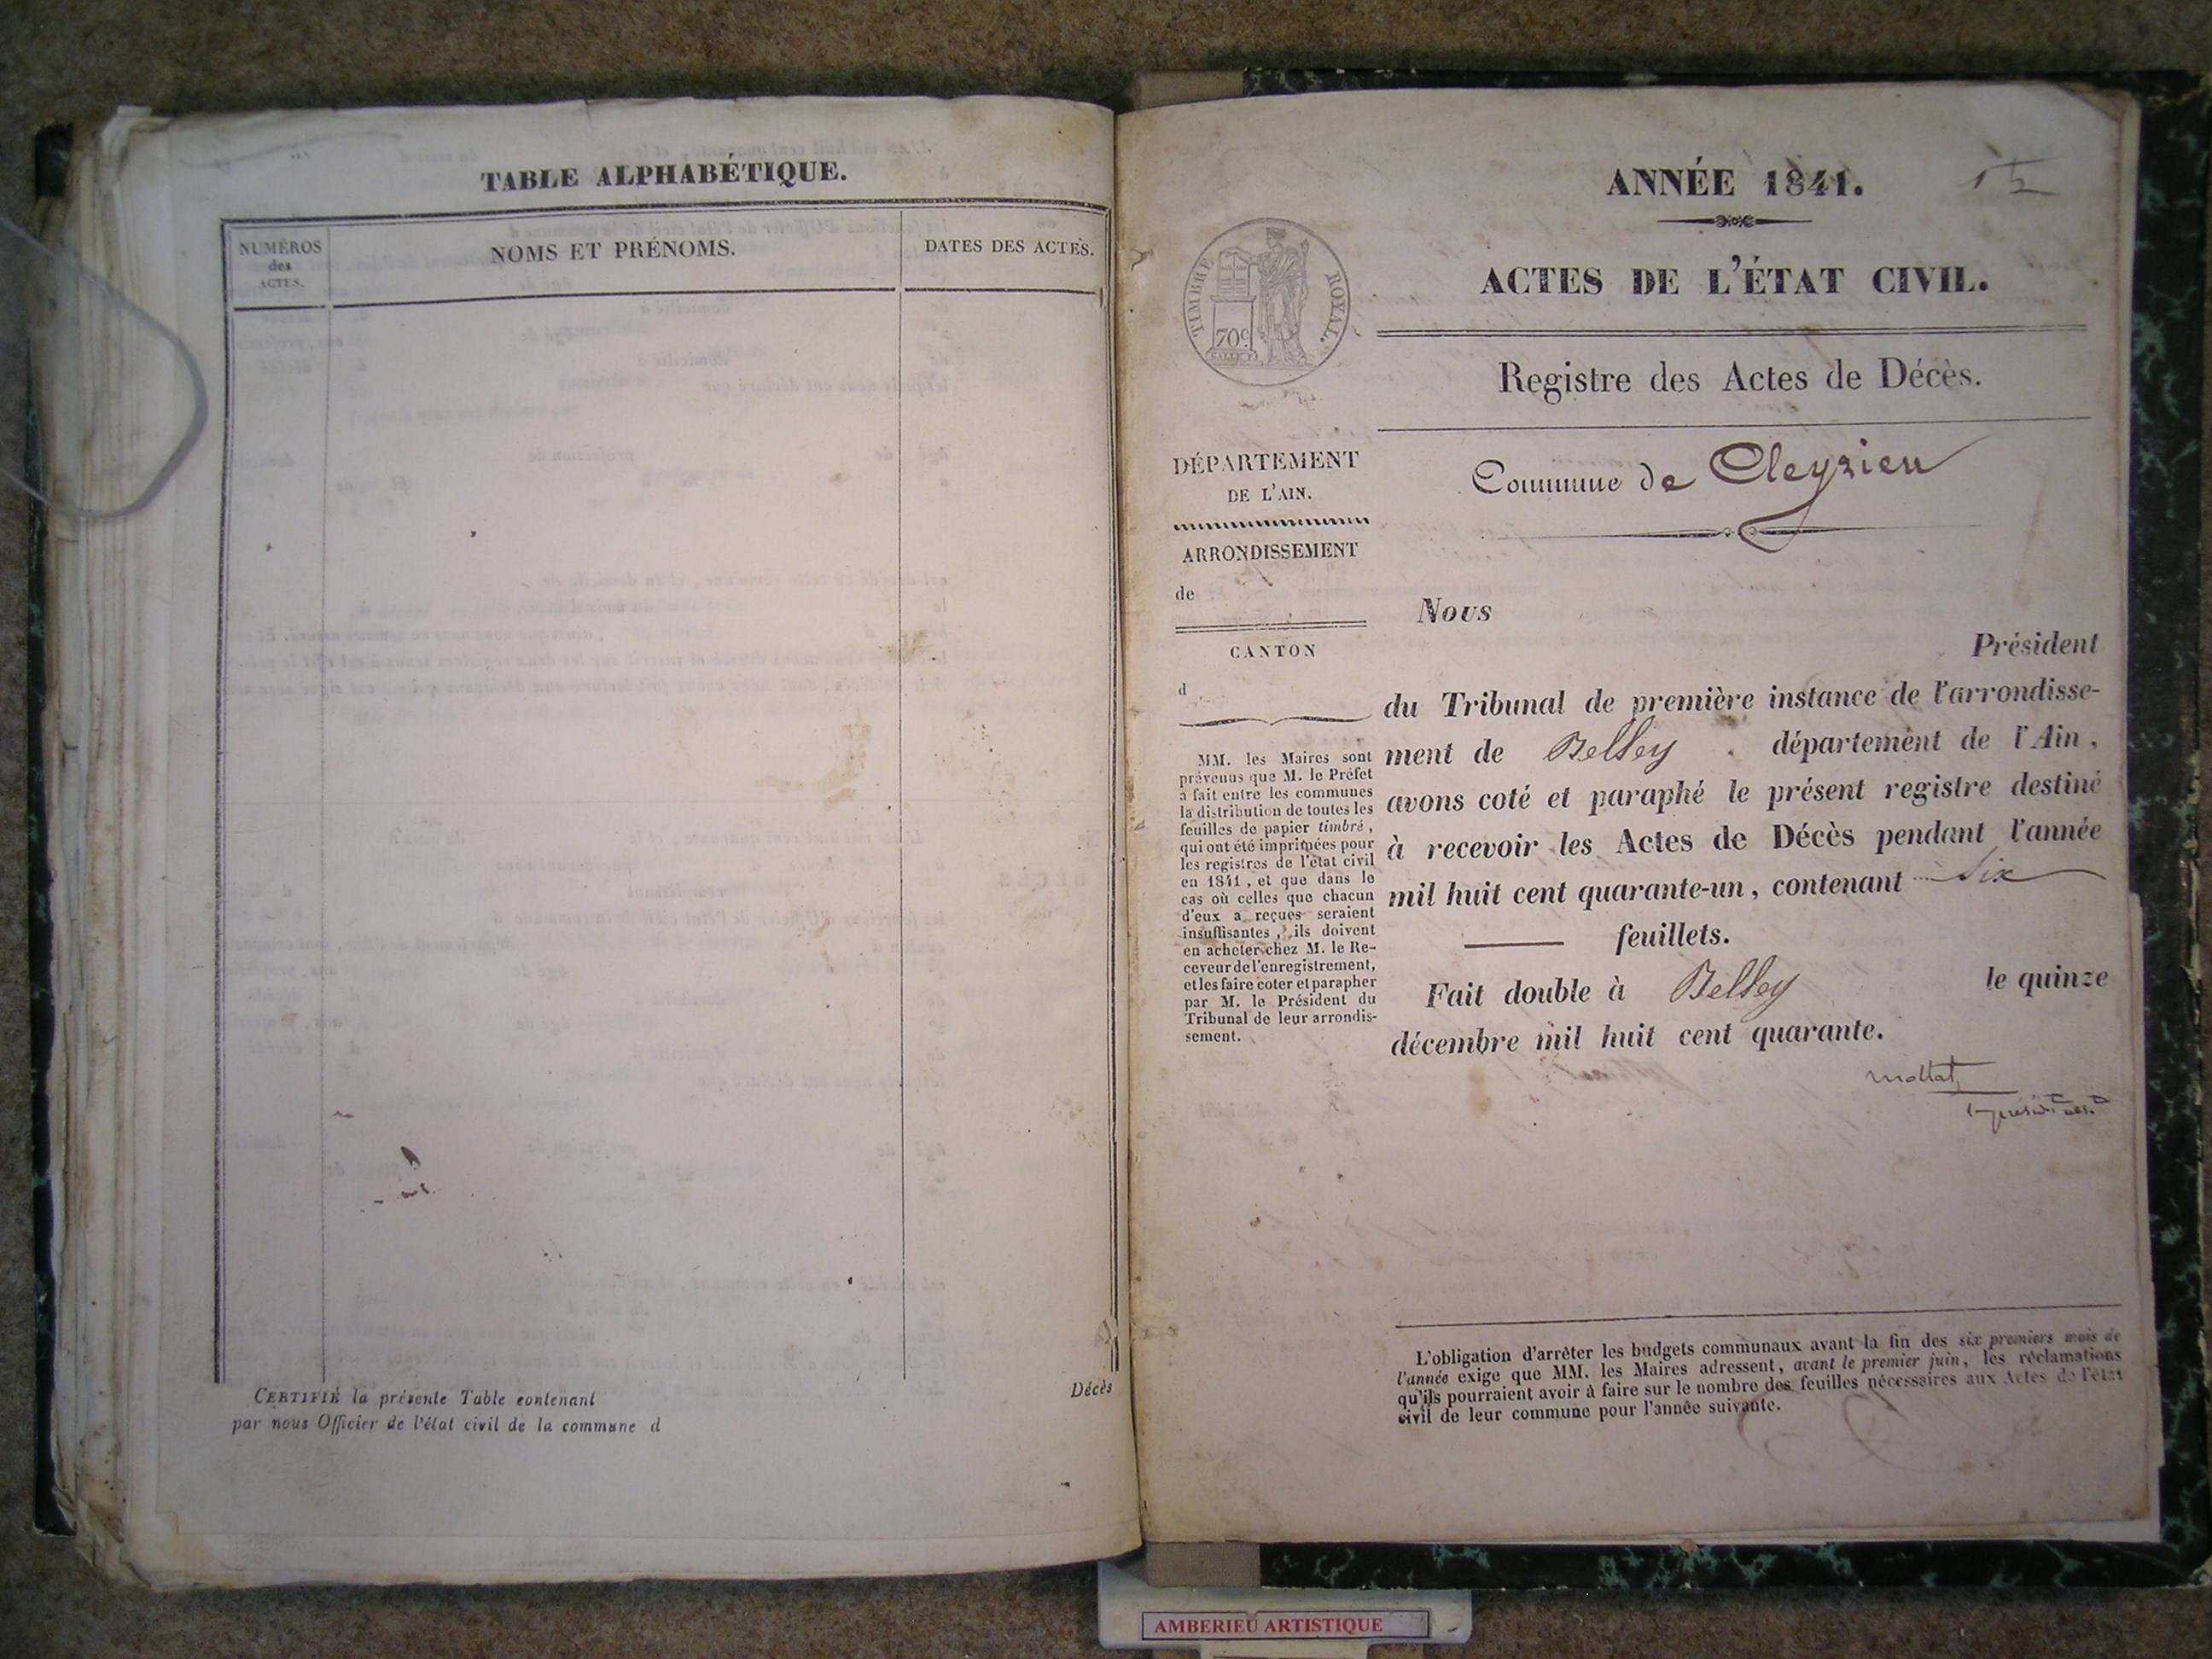 TABLE ALPHABÉTIQUE.
NUMÉROS
des
ACTES.
NOMS ET PRÉNOMS.
DATES DES ACTES.
CERTIFIÉ la présente Table contenant
Décès
par nous Officier de l'état civil de la commune d
ANNÉE 1841.
ACTES DE L'ÉTAT CIVIL.
TIMBRE ROYAL.
70c
Registre des Actes de Décès.
DÉPARTEMENT
DE L'AIN.
Commune de Cleyzieu
ARRONDISSEMENT
de
CANTON
d
MM. les Maires sont
prévenus que M. le Préfet
a fait entre les communes
la distribution de toutes les
feuilles de papier timbré,
qui ont été imprimées pour
les registres de l'état civil
en 1841, et que dans le
cas où celles que chacun
d'eux a reçues seraient
insuffisantes, ils doivent
en acheter chez M. le Re-
ceveur de l'enregistrement,
et les faire coter et parapher
par M. le Président du
Tribunal de leur arrondis-
sement.
Nous
Président
du Tribunal de première instance de l'arrondisse-
ment de Belley département de l'Ain,
avons coté et paraphé le présent registre destiné
à recevoir les Actes de Décès pendant l'année
mil huit cent quarante-un, contenant six
feuillets.
Fait double à Belley le quinze
décembre mil huit cent quarante.
mollat
L'obligation d'arrêter les budgets communaux avant la fin des six premiers mois de
l'année exige que MM. les Maires adressent, avant le premier juin, les réclamations
qu'ils pourraient avoir à faire sur le nombre des feuilles nécessaires aux Actes de l'état
civil de leur commune pour l'année suivante.
AMBERIEU ARTISTIQUE